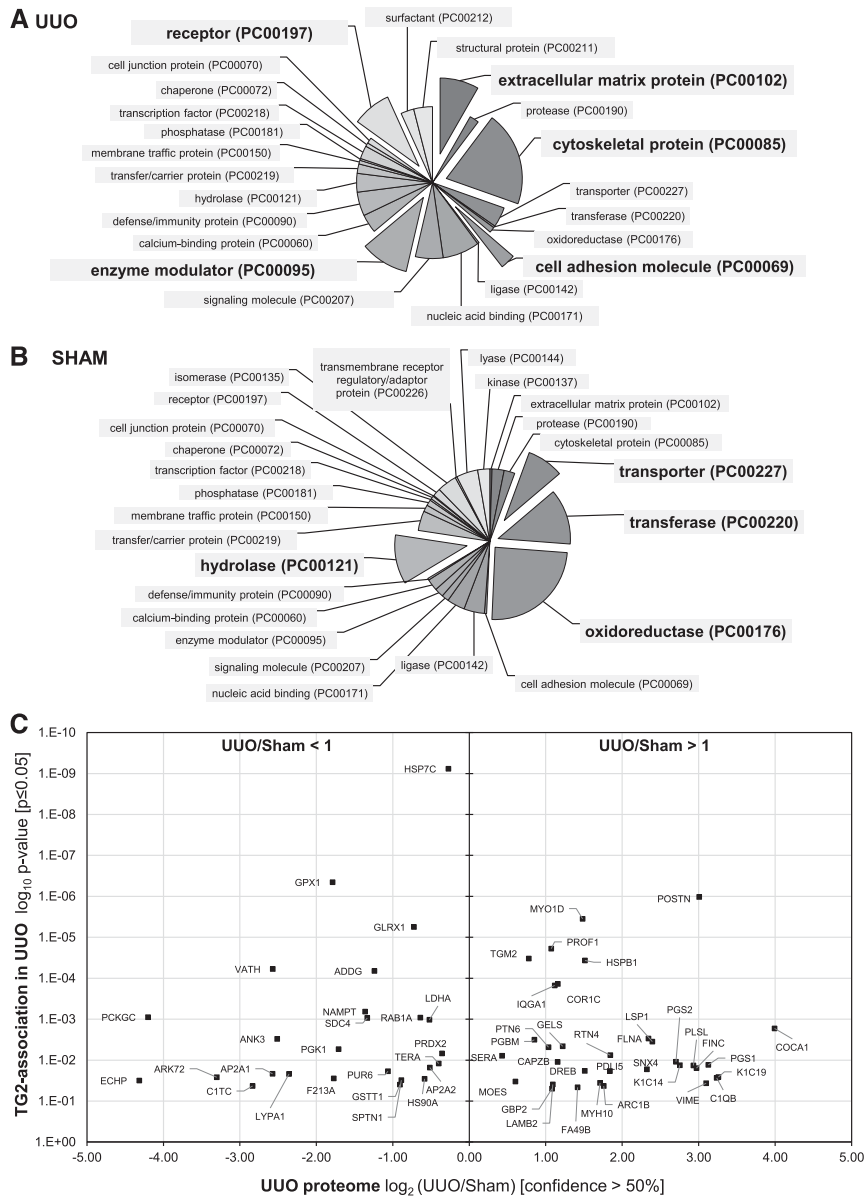 A UUO
surfactant (PC00212)
receptor (PC00197)
structural protein (PC00211)
cell junction protein (PC00070)
extracellular matrix protein (PC00102)
chaperone (PC00072)
protease (PC00190)
transcription factor (PC00218)
phosphatase (PC00181)
cytoskeletal protein (PC00085)
membrane traffic protein (PC00150)
transfer/carrier protein (PC00219)
transporter (PC00227)
hydrolase (PC00121)
transferase (PC00220)
defense/immunity protein (PC00090)
oxidoreductase (PC00176)
calcium-binding protein (PC00060)
enzyme modulator (PC00095)
cell adhesion molecule (PC00069)
ligase (PC00142)
signaling molecule (PC00207)
nucleic acid binding (PC00171)
B SHAM
lyase (PC00144)
transmembrane receptor
regulatory/adaptor
protein (PC00226)
isomerase (PC00135)
kinase (PC00137)
receptor (PC00197)
extracellular matrix protein (PC00102)
protease (PC00190)
cell junction protein (PC00070)
cytoskeletal protein (PC00085)
chaperone (PC00072)
transcription factor (PC00218)
transporter (PC00227)
phosphatase (PC00181)
membrane traffic protein (PC00150)
transferase (PC00220)
transfer/carrier protein (PC00219)
hydrolase (PC00121)
defense/immunity protein (PC00090)
calcium-binding protein (PC00060)
oxidoreductase (PC00176)
enzyme modulator (PC00095)
signaling molecule (PC00207)
ligase (PC00142)
cell adhesion molecule (PC00069)
nucleic acid binding (PC00171)
C
TG2-association in UUO log10 p-value [p≤0.05]
1.E-10
1.E-09
1.E-08
1.E-07
1.E-06
1.E-05
1.E-04
1.E-03
1.E-02
1.E-01
1.E+00
UUO/Sham < 1
UUO/Sham > 1
HSP7C
GPX1
POSTN
MYO1D
GLRX1
PROF1
TGM2
HSPB1
VATH
ADDG
IQGA1
COR1C
LDHA
PCKGC
NAMPT
SDC4
RAB1A
PGS2
LSP1
PTN6
GELS
RTN4
FLNA
PLSL
COCA1
ANK3
PRDX2
PGBM
FINC
PGK1
TERA
SERA
CAPZB
PGS1
ARK72
AP2A1
PUR6
DREB
PDLI5
SNX4
K1C19
ECHP
C1TC
F213A
GSTT1
AP2A2
K1C14
HS90A
MOES
VIME
C1QB
LYPA1
SPTN1
GBP2
LAMB2
FA49B
MYH10
ARC1B
-5.00 -4.00 -3.00 -2.00 -1.00 0.00 1.00 2.00 3.00 4.00 5.00
UUO proteome log2 (UUO/Sham) [confidence > 50%]